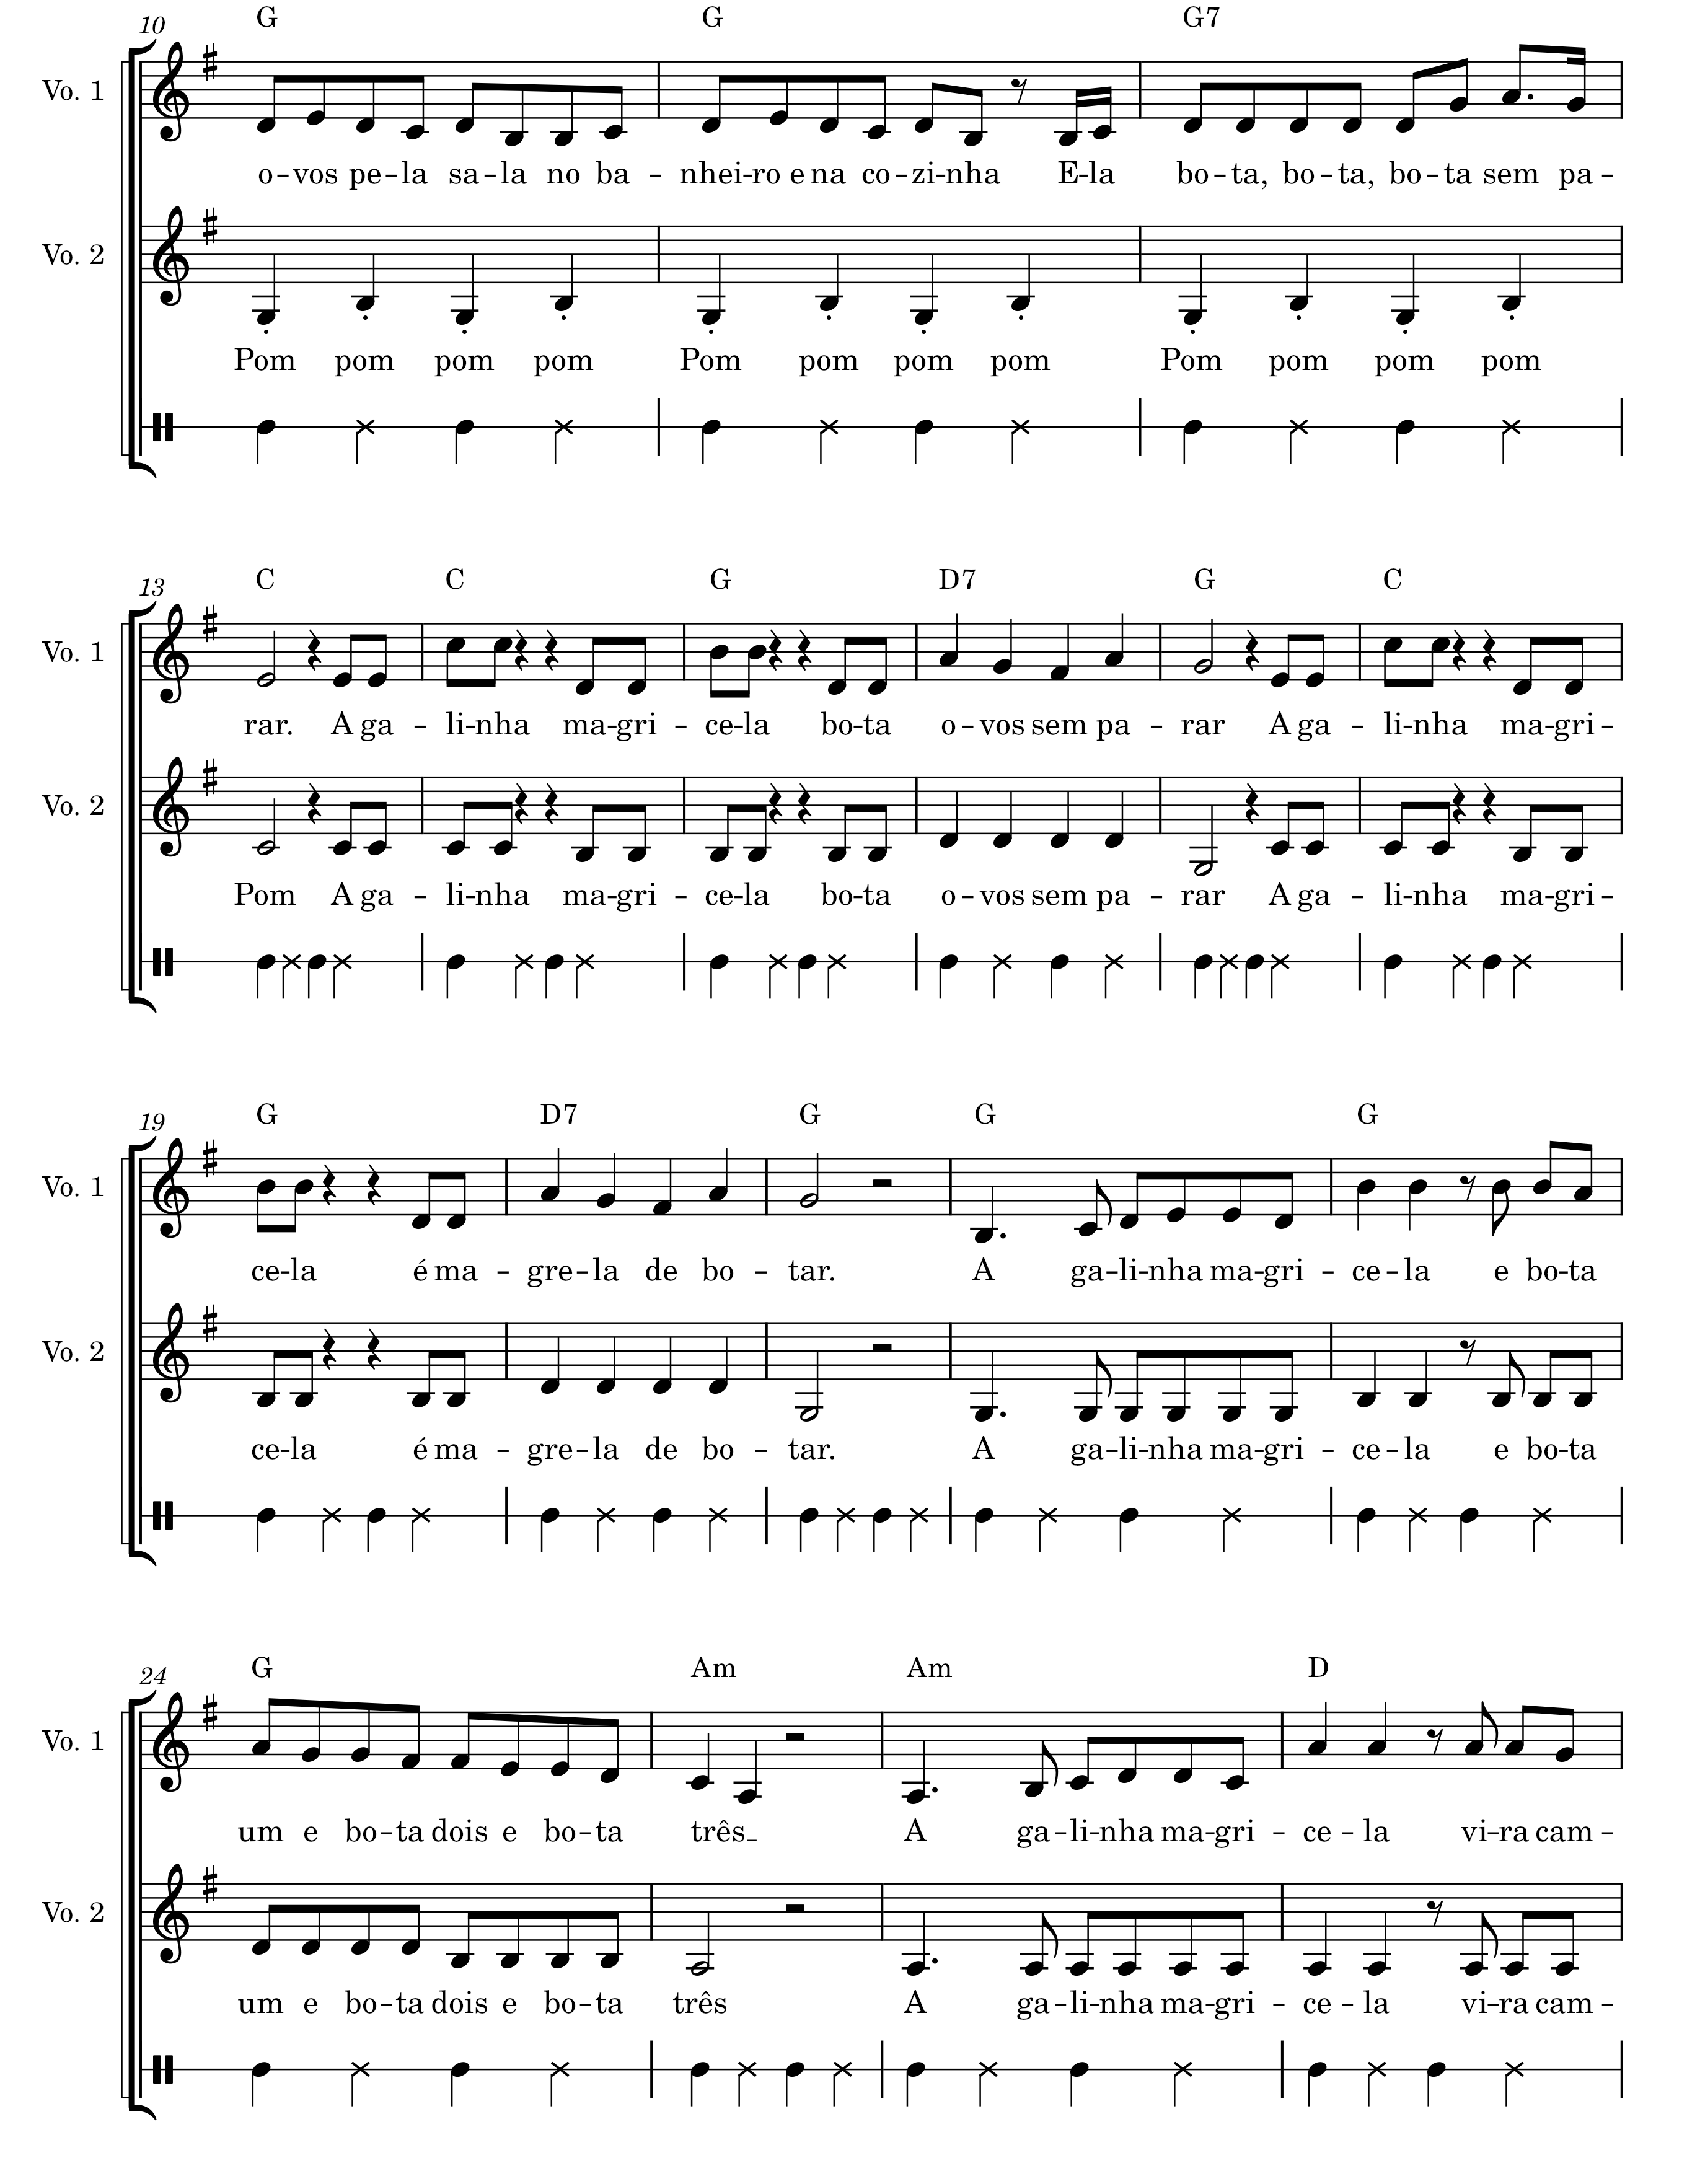 10 G G G7
Vo. 1
o – vos pe – la sa – la no ba – nhei – ro e na co – zi – nha E – la bo – ta, bo – ta, bo – ta sem pa –
Vo. 2
Pom pom pom pom Pom pom pom pom Pom pom pom pom
13 C C G D7 G C
Vo. 1
rar. A ga – li – nha ma – gri – ce – la bo – ta o – vos sem pa – rar A ga – li – nha ma – gri –
Vo. 2
Pom A ga – li – nha ma – gri – ce – la bo – ta o – vos sem pa – rar A ga – li – nha ma – gri –
19 G D7 G G G
Vo. 1
ce – la é ma – gre – la de bo – tar. A ga – li – nha ma – gri – ce – la e bo – ta
Vo. 2
ce – la é ma – gre – la de bo – tar. A ga – li – nha ma – gri – ce – la e bo – ta
24 G Am Am D
Vo. 1
um e bo – ta dois e bo – ta três _ A ga – li – nha ma – gri – ce – la vi – ra cam –
Vo. 2
um e bo – ta dois e bo – ta três A ga – li – nha ma – gri – ce – la vi – ra cam –